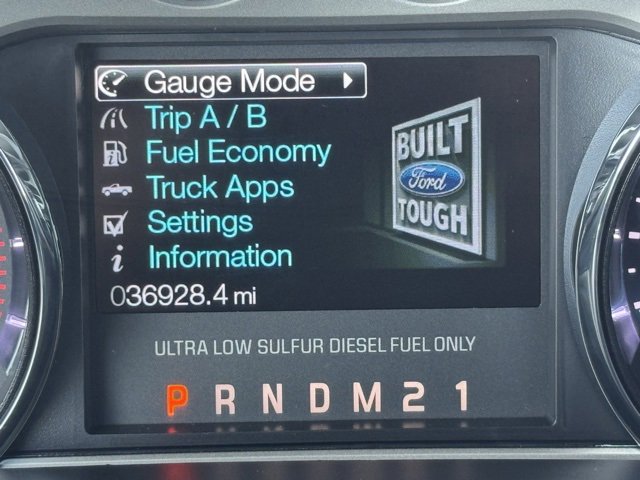 Gauge Mode
Trip A / B
Fuel Economy
Truck Apps
Settings
Information
036928.4 mi
BUILT
Ford
TOUGH
ULTRA LOW SULFUR DIESEL FUEL ONLY
P R N D M 2 1